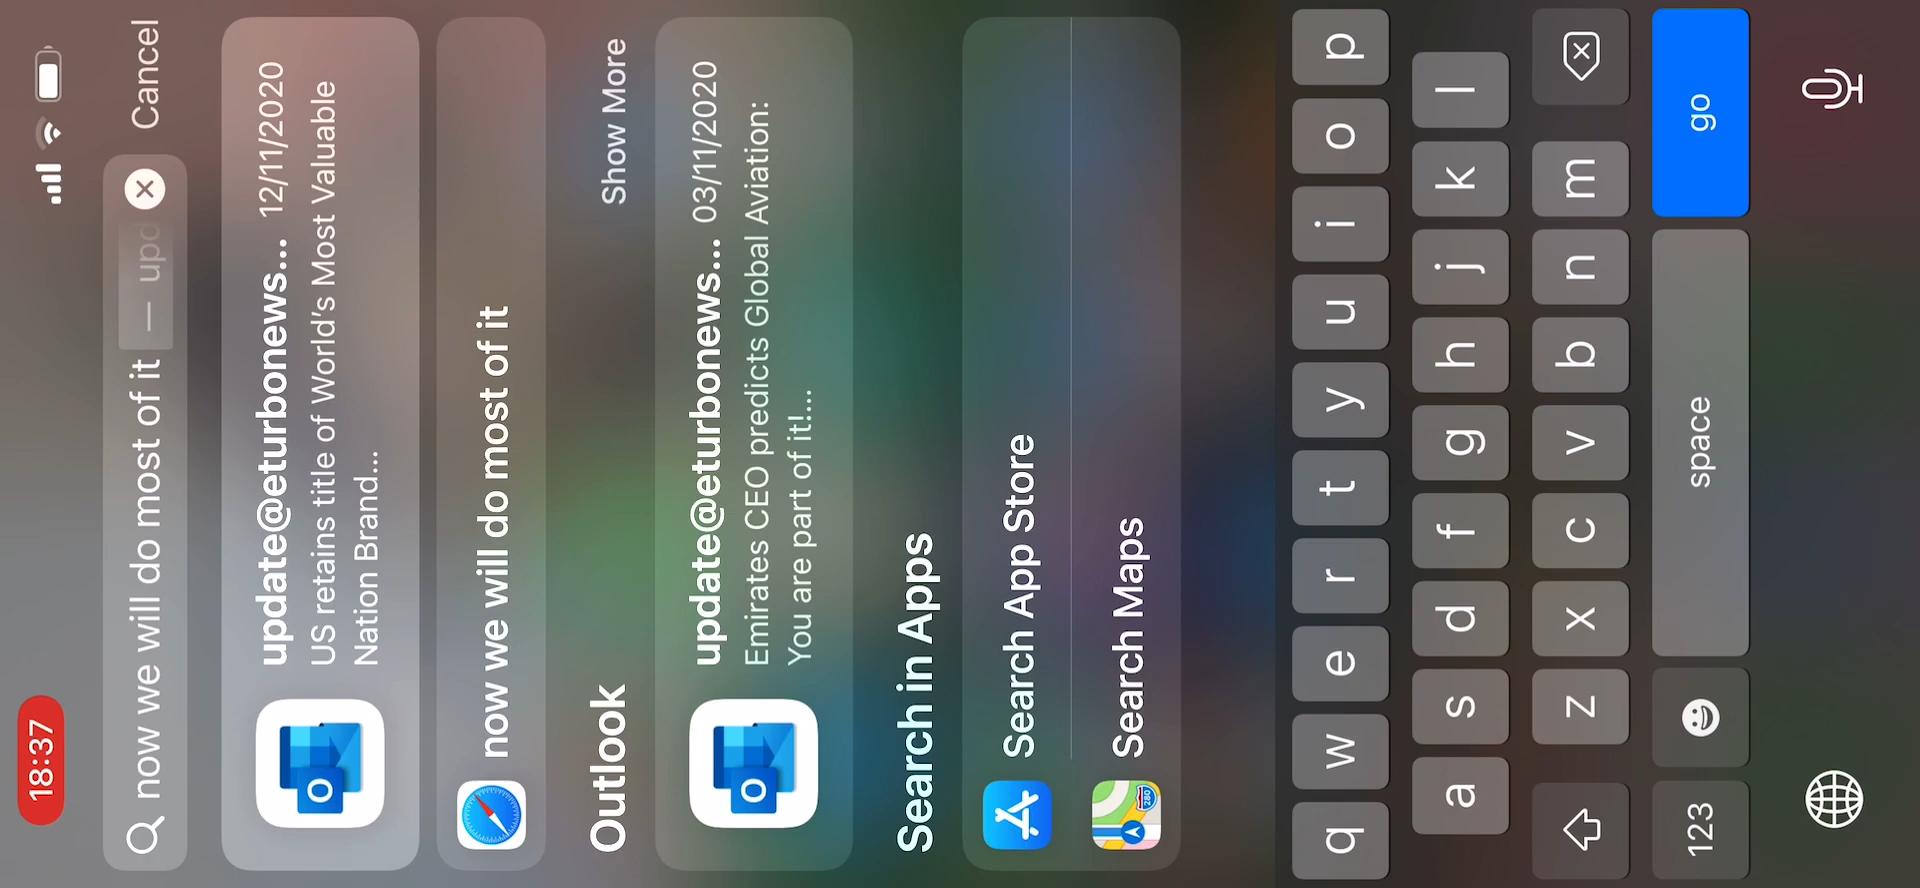 18:37
now we will do most of it — upd
Cancel
update@eturbonews... 12/11/2020
US retains title of World's Most Valuable
Nation Brand...
now we will do most of it
Outlook
Show More
update@eturbonews... 03/11/2020
Emirates CEO predicts Global Aviation:
You are part of it!...
Search in Apps
Search App Store
Search Maps
q w e r t y u i o p
a s d f g h j k l
z x c v b n m
123 space go